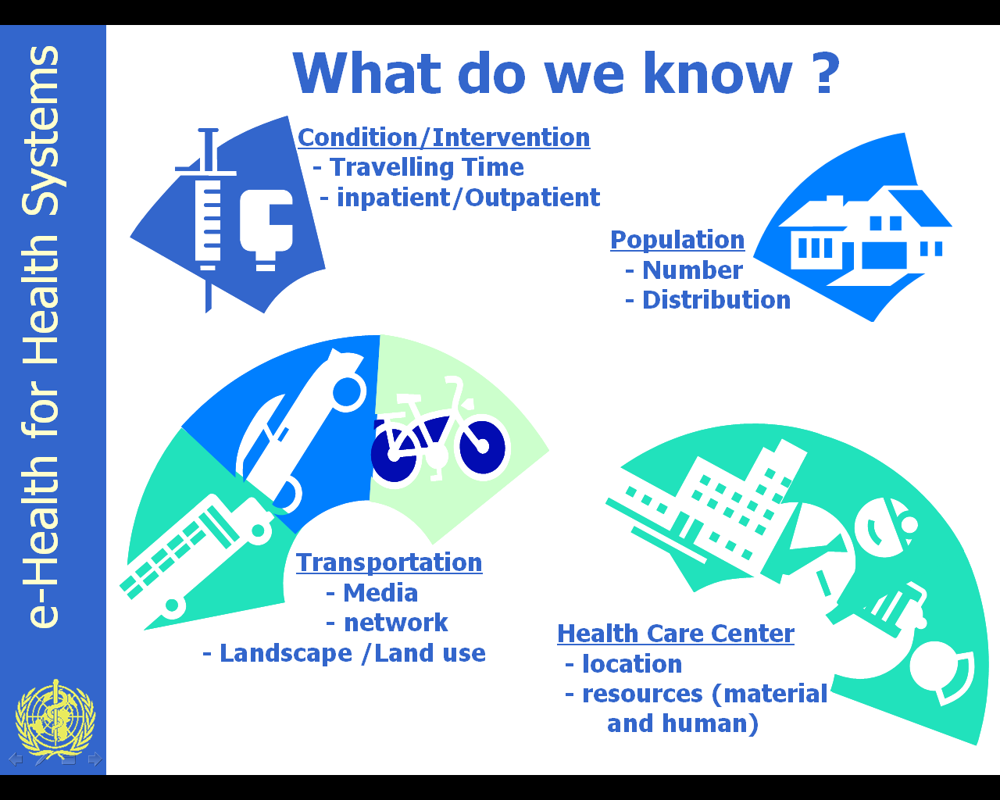 e-Health for Health Systems
What do we know ?
Condition/Intervention
- Travelling Time
- inpatient/Outpatient
Population
- Number
- Distribution
Transportation
- Media
- network
- Landscape /Land use
Health Care Center
- location
- resources (material
and human)